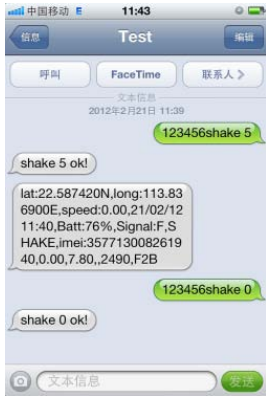 中国移动 E 11:43
信息 Test 编辑
呼叫 FaceTime 联系人 >
文本信息
2012年2月21日 11:39
123456shake 5
shake 5 ok!
lat:22.587420N,long:113.83
6900E,speed:0.00,21/02/12
11:40,Batt:76%,Signal:F,S
HAKE,imei:3577130082619
40,0.00,7.80,,2490,F2B
123456shake 0
shake 0 ok!
文本信息 发送